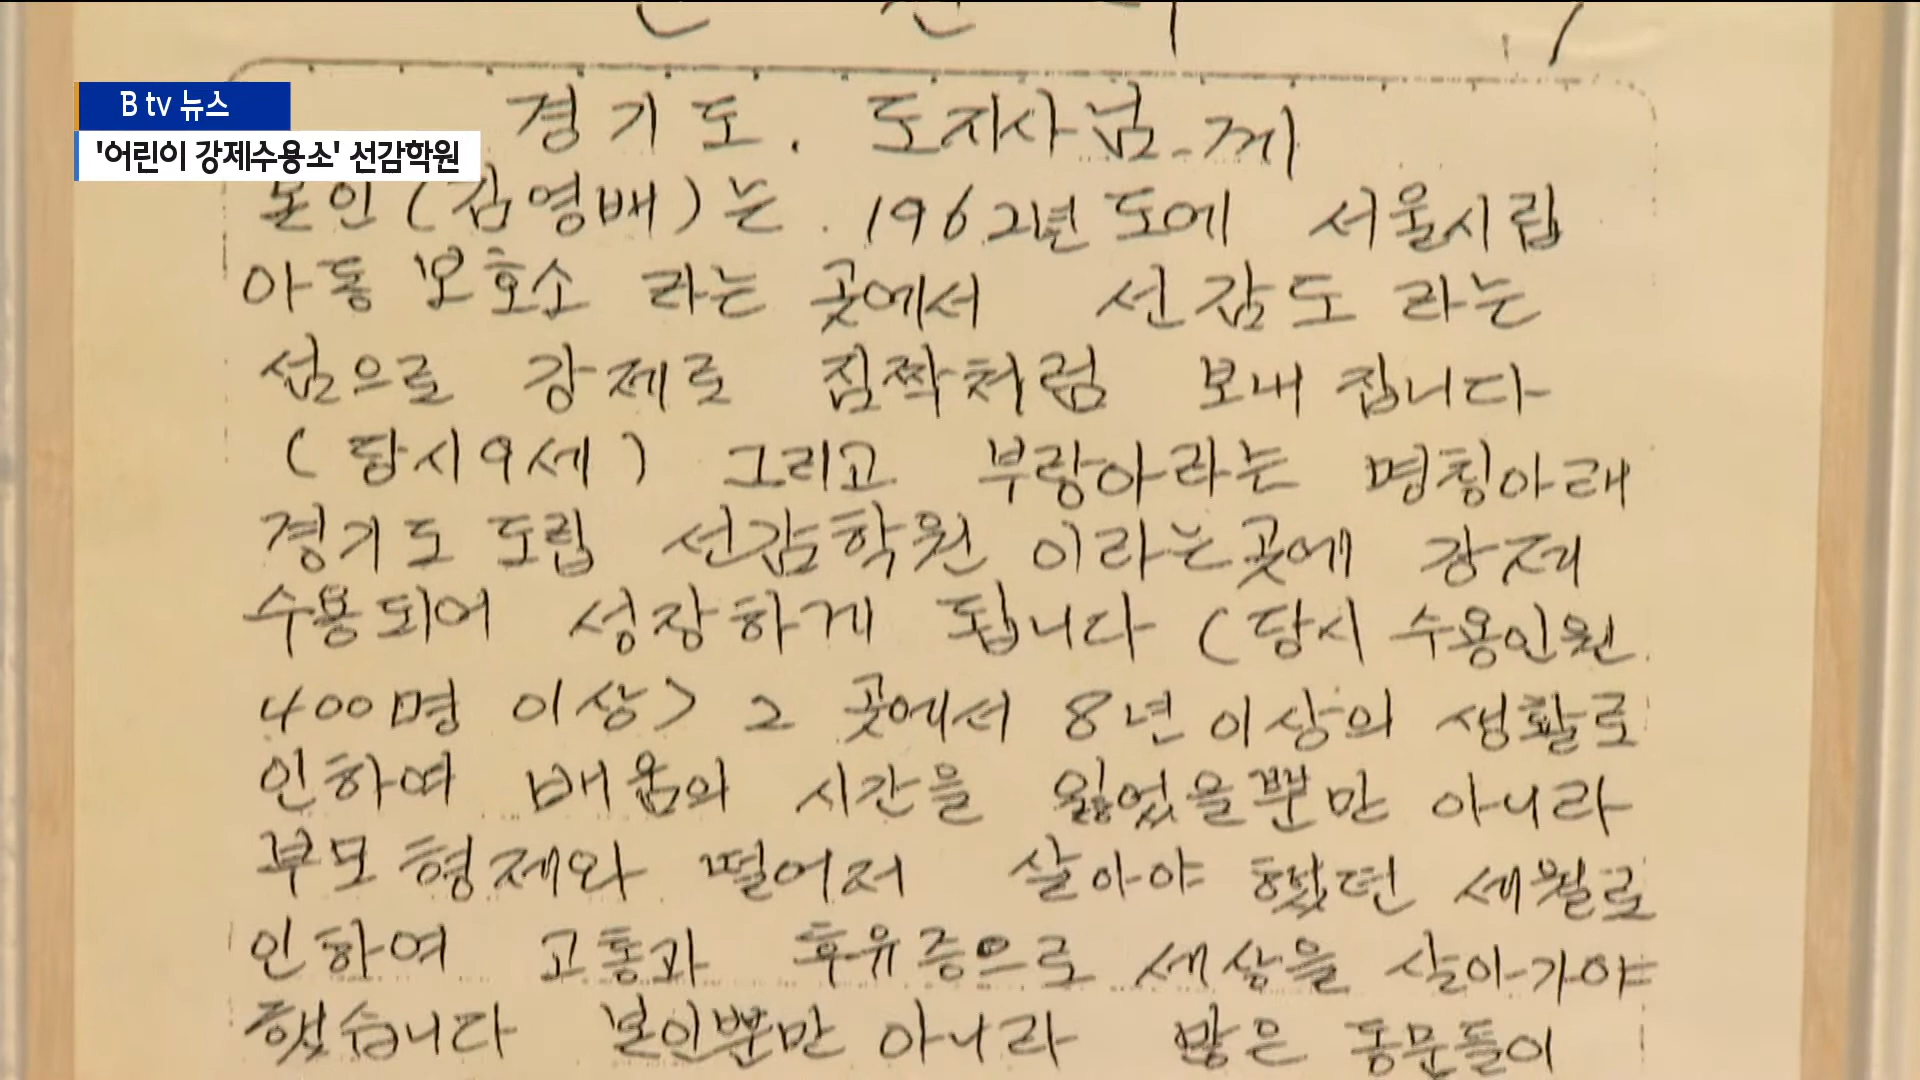 B tv 뉴스
'어린이 강제수용소' 선감학원
경기도. 도지사님께
본인(김영배)는 1962년도에 서울시립
아동보호소 라는 곳에서 선감도 라는
섬으로 강제로 짐짝처럼 보내집니다
(당시9세) 그리고 부랑아라는 명칭아래
경기도 도립 선감학원 이라는곳에 강제
수용되어 성장하게 됩니다 (당시 수용인원
400명 이상> 2 곳에서 8년이상의 생활로
인하여 배움의 시간을 잃었을뿐만 아니라
부모 형제와 떨어저 살아야 했던 세월로
인하여 고통과 후유증으로 세삶을 살아가야
했습니다 본인뿐만 아니라 많은 동문들이